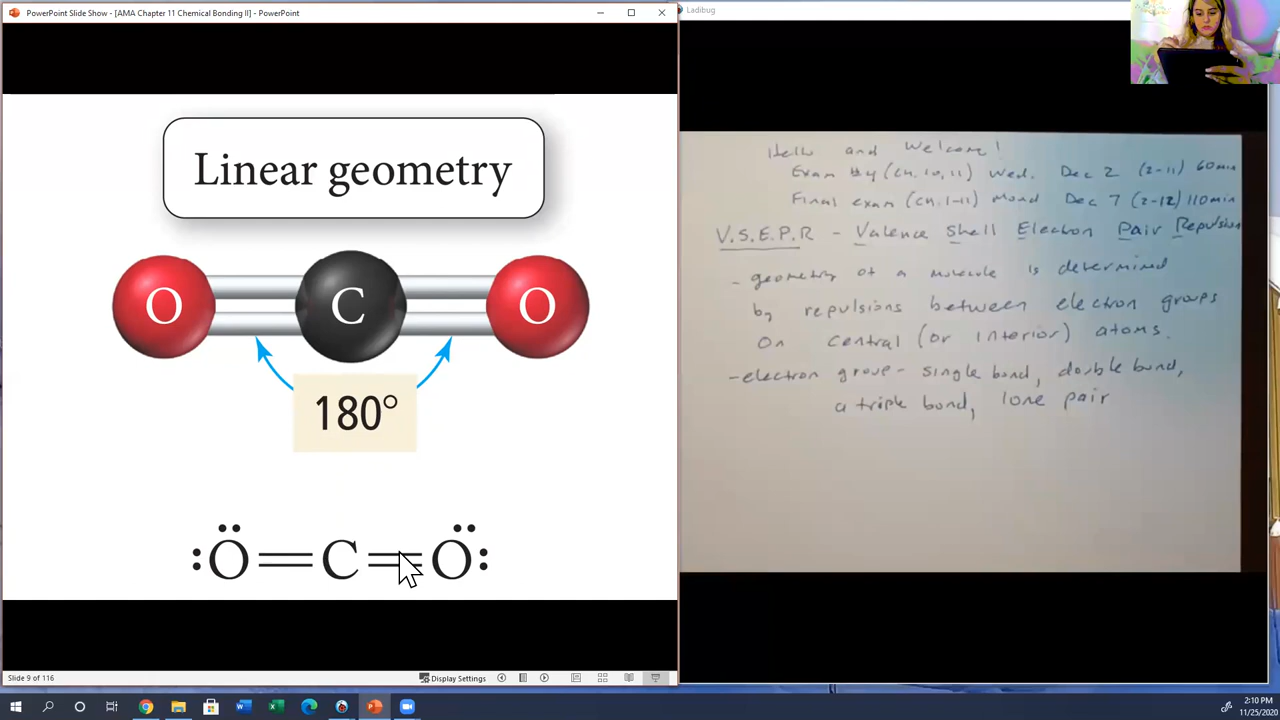 PowerPoint Slide Show - [AMA Chapter 11 Chemical Bonding II] - PowerPoint
Linear geometry
O C O
180°
:Ö=C=Ö:
Slide 9 of 116
Display Settings
Ladibug
Hello and Welcome!
Exam #4 (ch. 10, 11) Wed. Dec 2 (2-11) 60min
Final exam (ch. 1-11) Mond Dec 7 (2-12) 110min
V.S.E.P.R - Valence Shell Electron Pair Repulsion
- geometry of a molecule is determined
by repulsions between electron groups
on central (or interior) atoms.
- electron group - single bond, double bond,
a triple bond, lone pair
2:10 PM
11/25/2020